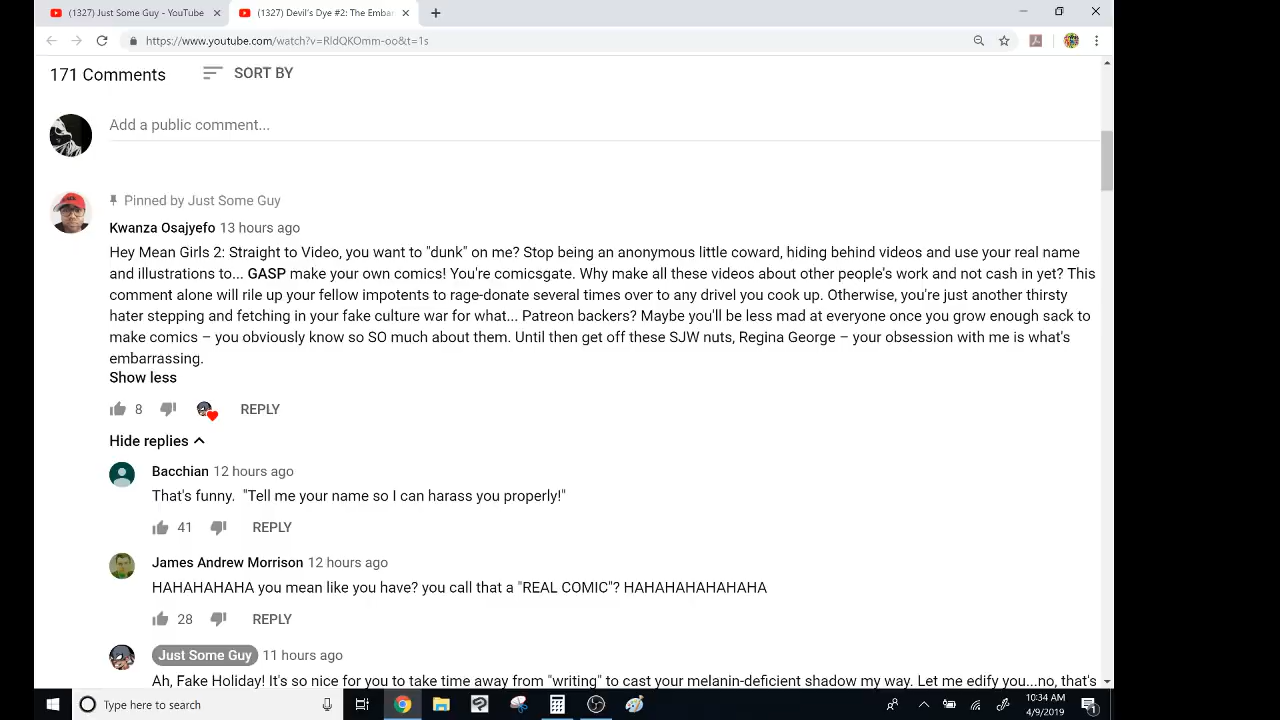 (1327) Just Some Guy - YouTube
(1327) Devil's Dye #2: The Embar
https://www.youtube.com/watch?v=RldQKOmm-oo&t=1s
171 Comments SORT BY
Add a public comment...
Pinned by Just Some Guy
Kwanza Osajyefo 13 hours ago
Hey Mean Girls 2: Straight to Video, you want to "dunk" on me? Stop being an anonymous little coward, hiding behind videos and use your real name
and illustrations to... GASP make your own comics! You're comicsgate. Why make all these videos about other people's work and not cash in yet? This
comment alone will rile up your fellow impotents to rage-donate several times over to any drivel you cook up. Otherwise, you're just another thirsty
hater stepping and fetching in your fake culture war for what... Patreon backers? Maybe you'll be less mad at everyone once you grow enough sack to
make comics – you obviously know so SO much about them. Until then get off these SJW nuts, Regina George – your obsession with me is what's
embarrassing.
Show less
8 REPLY
Hide replies
Bacchian 12 hours ago
That's funny. "Tell me your name so I can harass you properly!"
41 REPLY
James Andrew Morrison 12 hours ago
HAHAHAHAHA you mean like you have? you call that a "REAL COMIC"? HAHAHAHAHAHAHA
28 REPLY
Just Some Guy 11 hours ago
Ah, Fake Holiday! It's so nice for you to take time away from "writing" to cast your melanin-deficient shadow my way. Let me edify you...no, that's
Type here to search
10:34 AM
4/9/2019
1